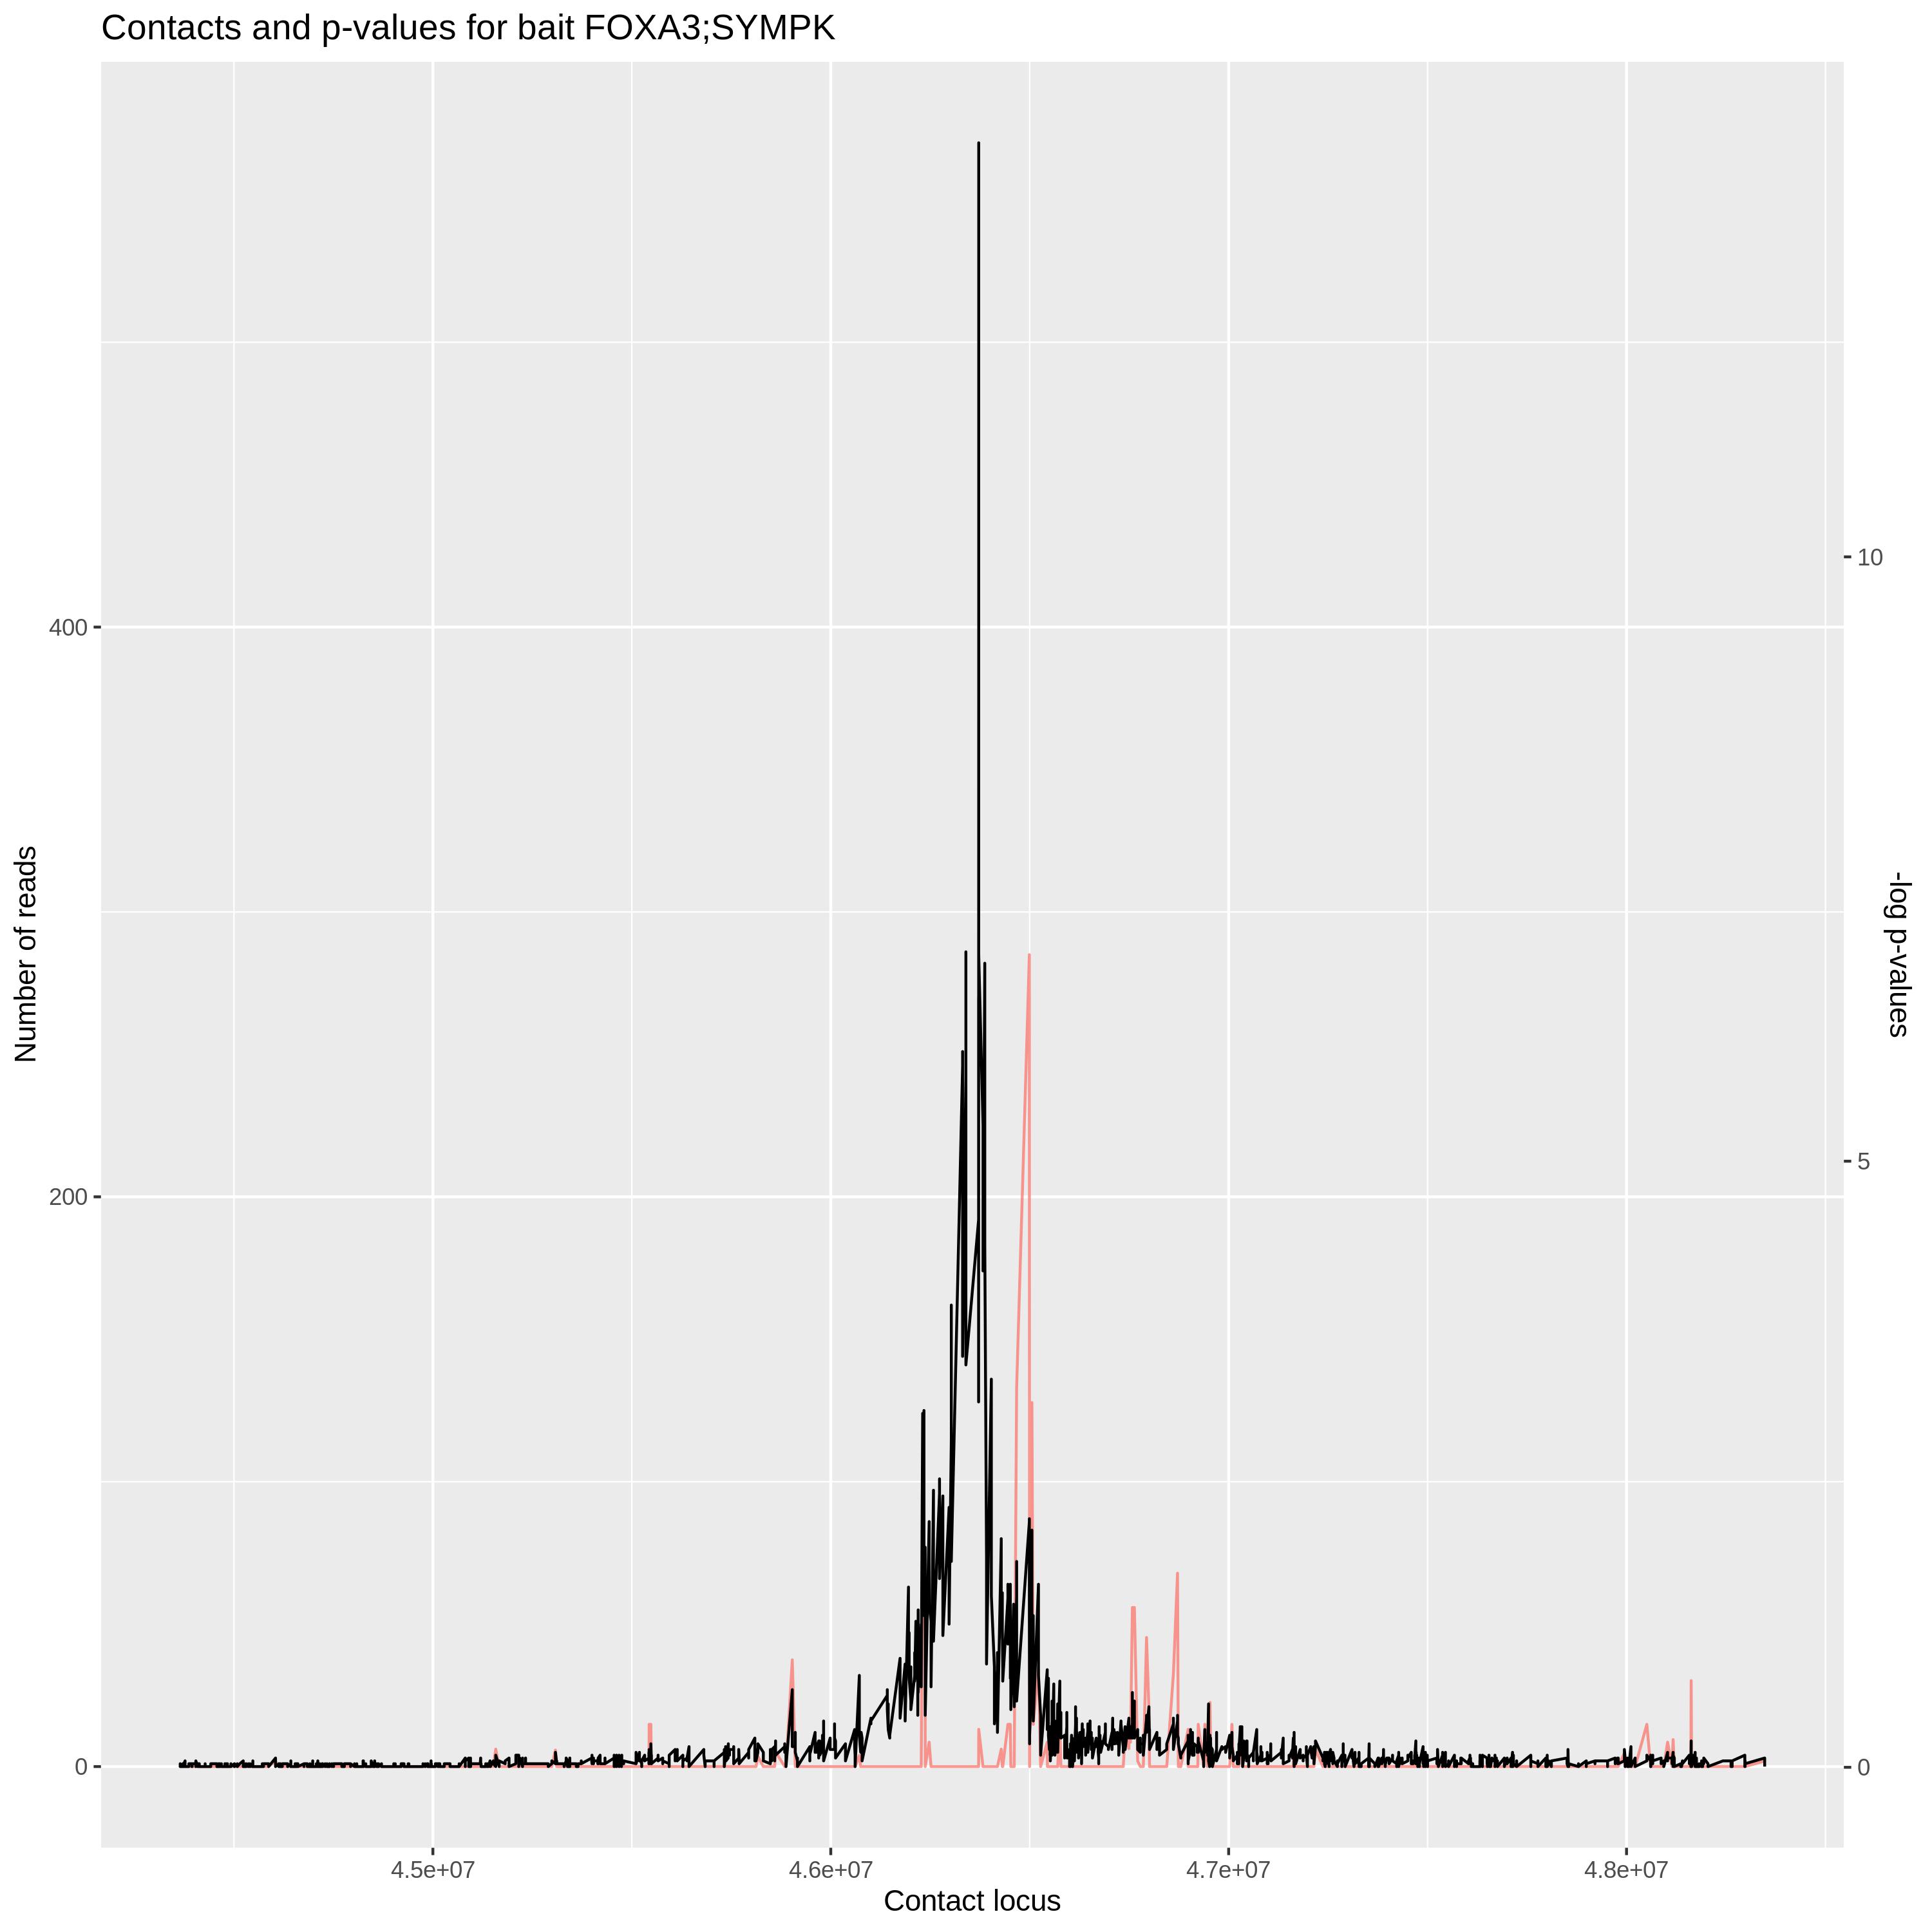 Contacts and p-values for bait FOXA3;SYMPK
Number of reads
400
200
0
10
5
0
-log p-values
4.5e+07 4.6e+07 4.7e+07 4.8e+07
Contact locus